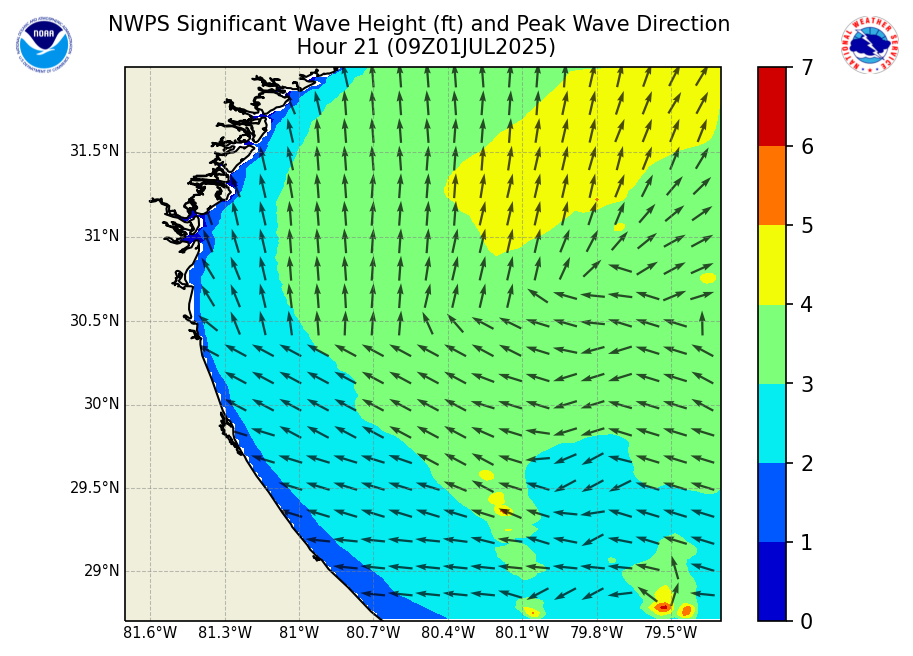 NWPS Significant Wave Height (ft) and Peak Wave Direction
Hour 21 (09Z01JUL2025)
NOAA
NATIONAL WEATHER SERVICE
31.5°N
31°N
30.5°N
30°N
29.5°N
29°N
81.6°W 81.3°W 81°W 80.7°W 80.4°W 80.1°W 79.8°W 79.5°W
7
6
5
4
3
2
1
0